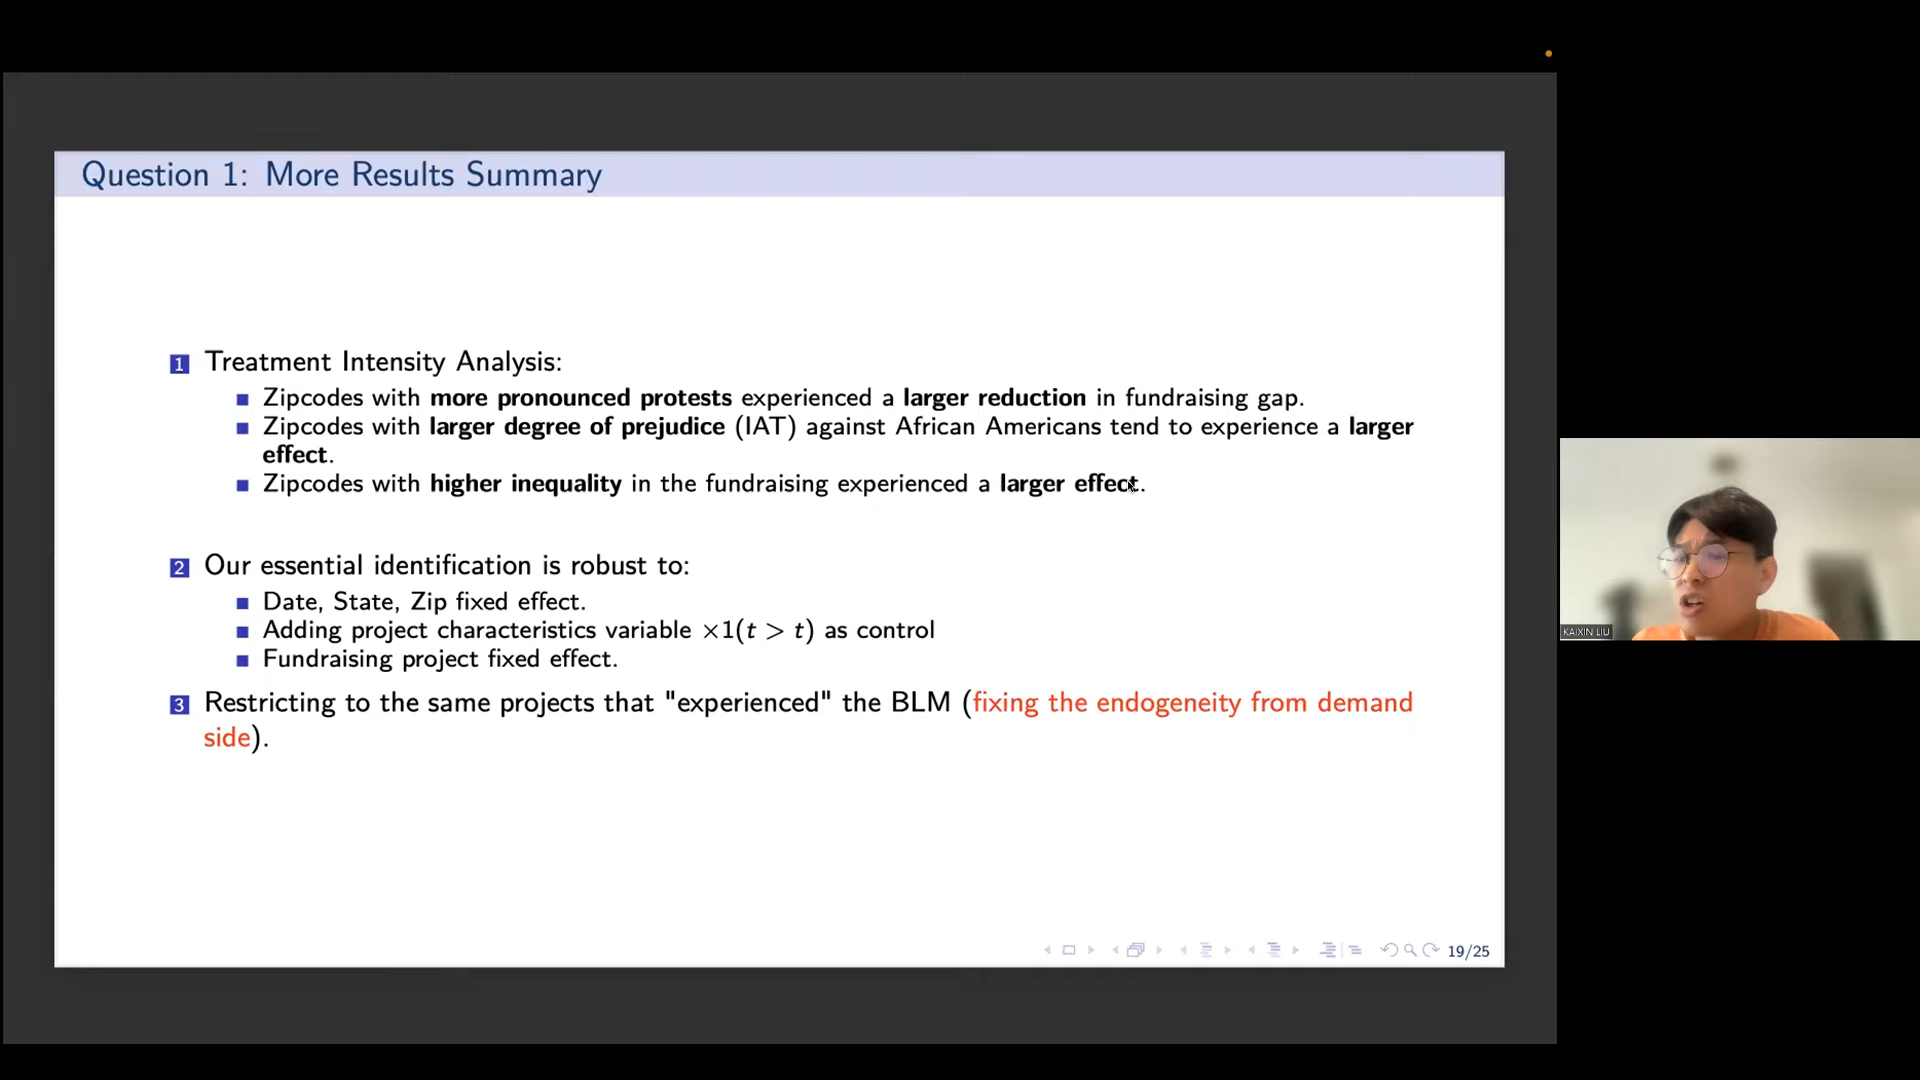 Question 1: More Results Summary
1 Treatment Intensity Analysis:
Zipcodes with more pronounced protests experienced a larger reduction in fundraising gap.
Zipcodes with larger degree of prejudice (IAT) against African Americans tend to experience a larger
effect.
Zipcodes with higher inequality in the fundraising experienced a larger effect.
2 Our essential identification is robust to:
Date, State, Zip fixed effect.
Adding project characteristics variable ×1(t > t) as control
Fundraising project fixed effect.
3 Restricting to the same projects that "experienced" the BLM (fixing the endogeneity from demand
side).
19/25
KAIXIN LIU